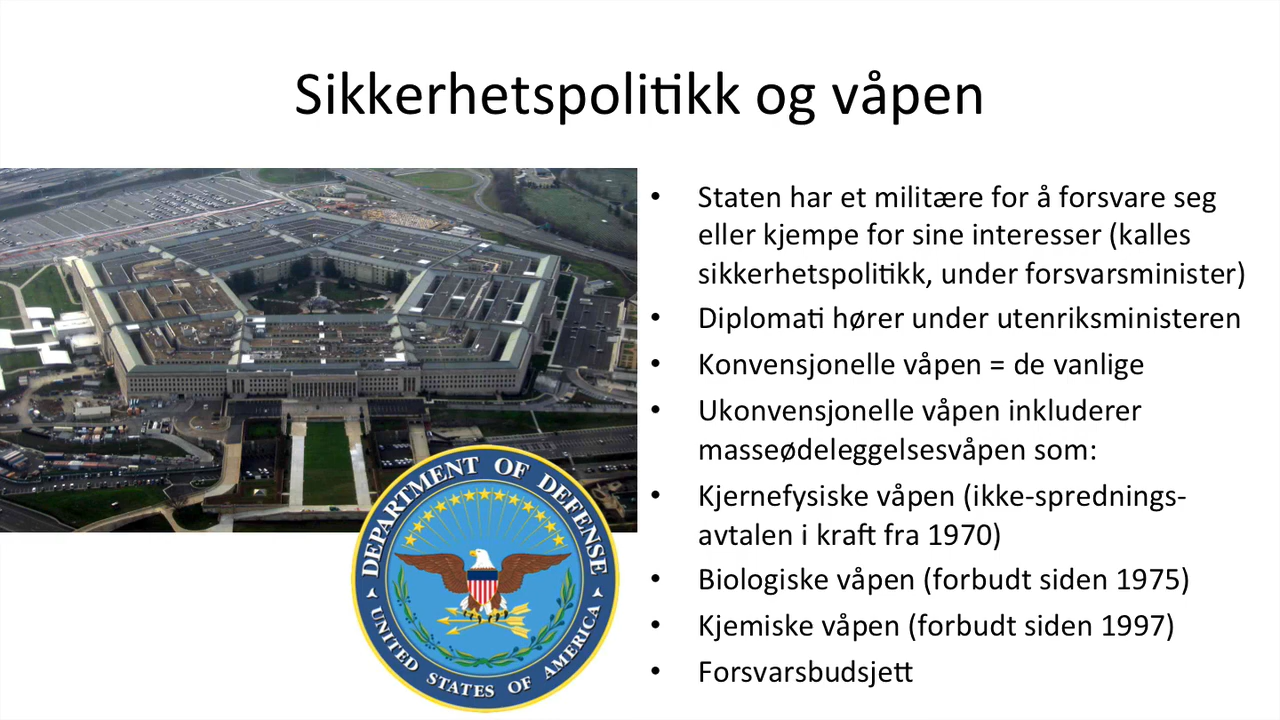 Sikkerhetspolitikk og våpen
• Staten har et militære for å forsvare seg
eller kjempe for sine interesser (kalles
sikkerhetspolitikk, under forsvarsminister)
• Diplomati hører under utenriksministeren
• Konvensjonelle våpen = de vanlige
• Ukonvensjonelle våpen inkluderer
masseødeleggelsesvåpen som:
• Kjernefysiske våpen (ikke-sprednings-
avtalen i kraft fra 1970)
• Biologiske våpen (forbudt siden 1975)
• Kjemiske våpen (forbudt siden 1997)
• Forsvarsbudsjett
DEPARTMENT OF DEFENSE
UNITED STATES OF AMERICA